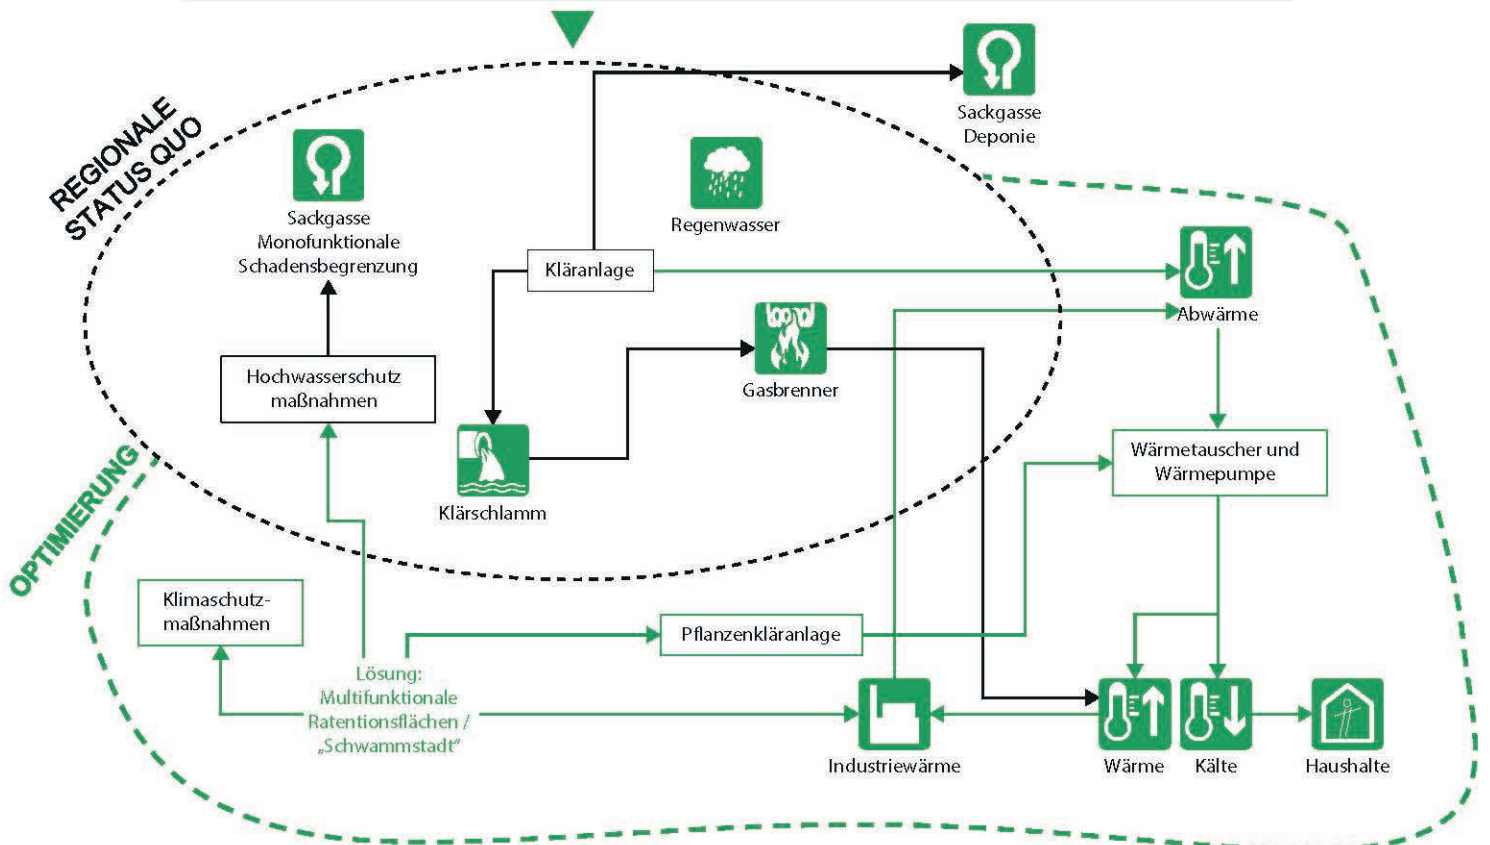 REGIONALE
STATUS QUO
Sackgasse
Deponie
Sackgasse
Monofunktionale
Schadensbegrenzung
Regenwasser
Kläranlage
Abwärme
Hochwasserschutz
maßnahmen
Gasbrenner
Wärmetauscher und
Wärmepumpe
Klärschlamm
OPTIMIERUNG
Klimaschutz-
maßnahmen
Pflanzenkläranlage
Lösung:
Multifunktionale
Ratentionsflächen /
„Schwammstadt“
Industriewärme
Wärme
Kälte
Haushalte